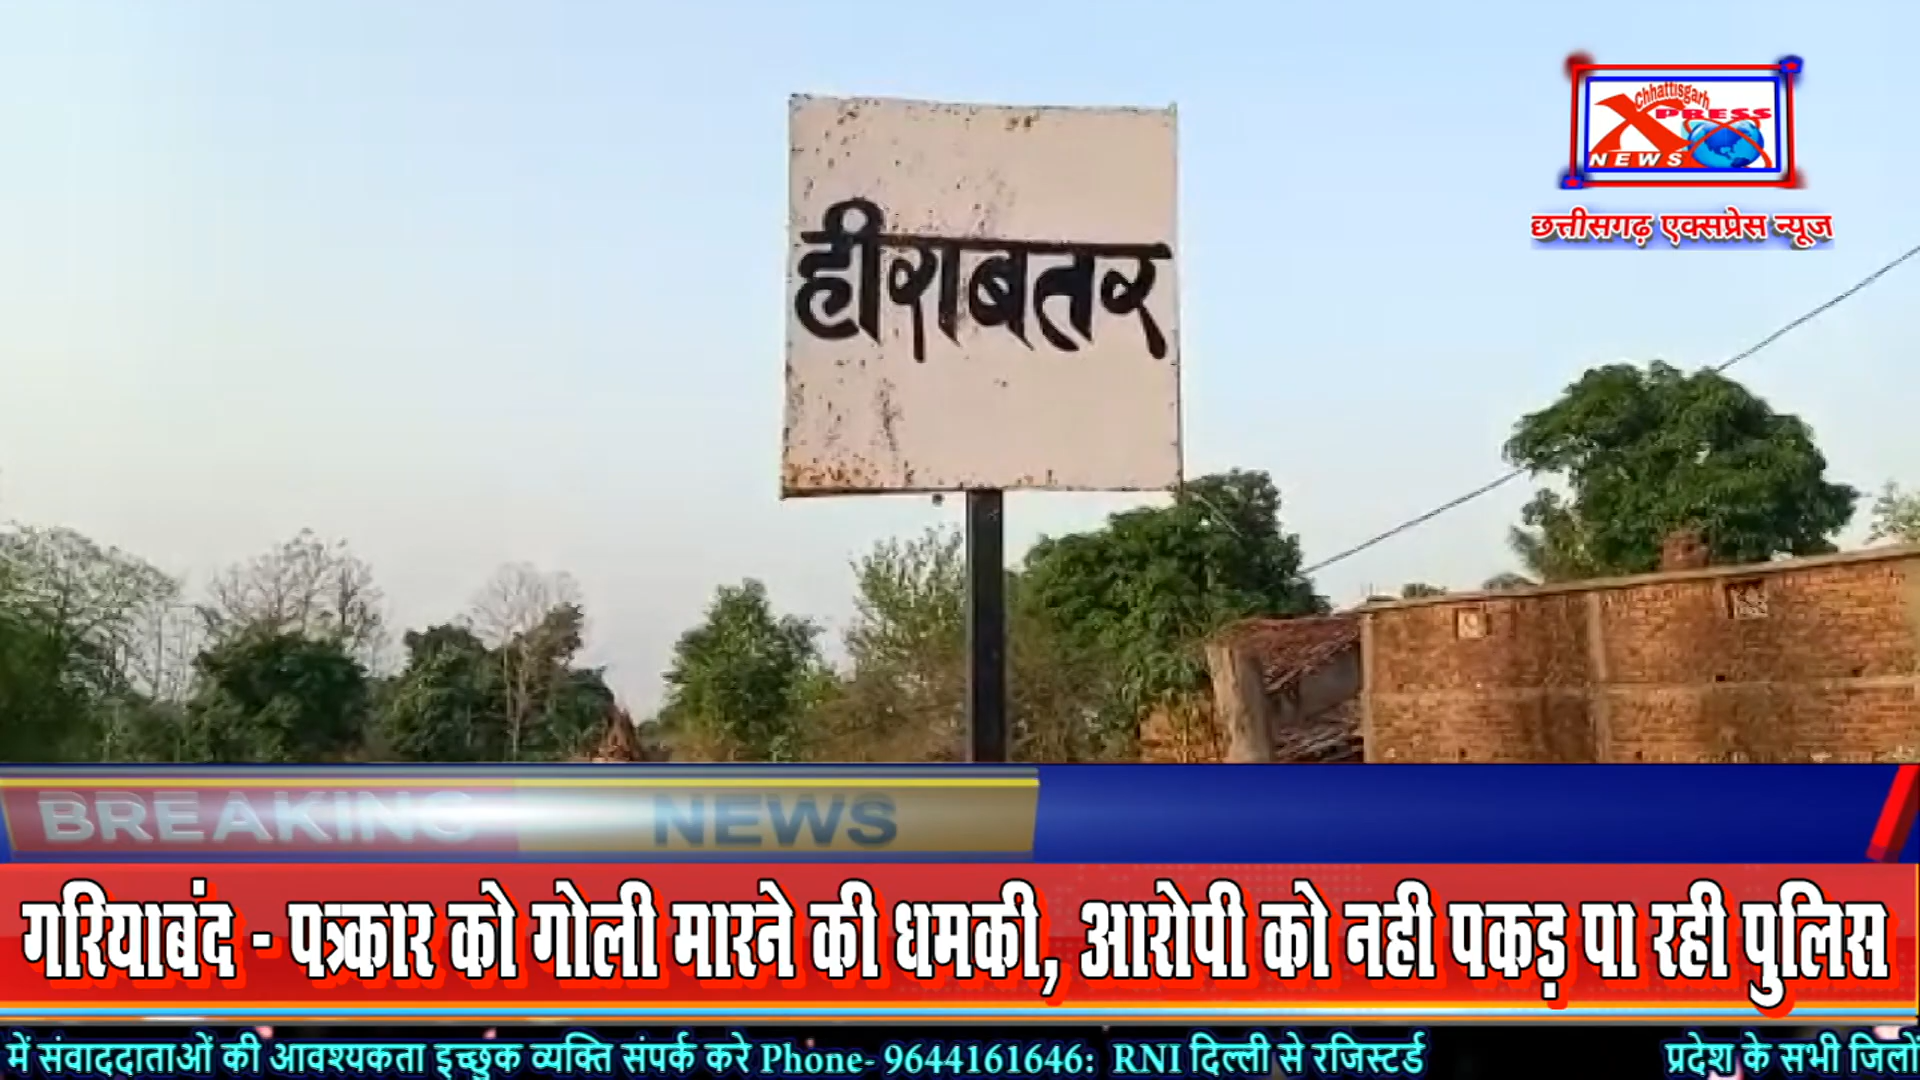 Chhattisgarh
XPRESS
NEWS
छत्तीसगढ़ एक्सप्रेस न्यूज
हीराबतर
BREAKING NEWS
गरियाबंद - पत्रकार को गोली मारने की धमकी, आरोपी को नही पकड़ पा रही पुलिस
में संवाददाताओं की आवश्यकता इच्छुक व्यक्ति संपर्क करे Phone- 9644161646: RNI दिल्ली से रजिस्टर्ड प्रदेश के सभी जिलों